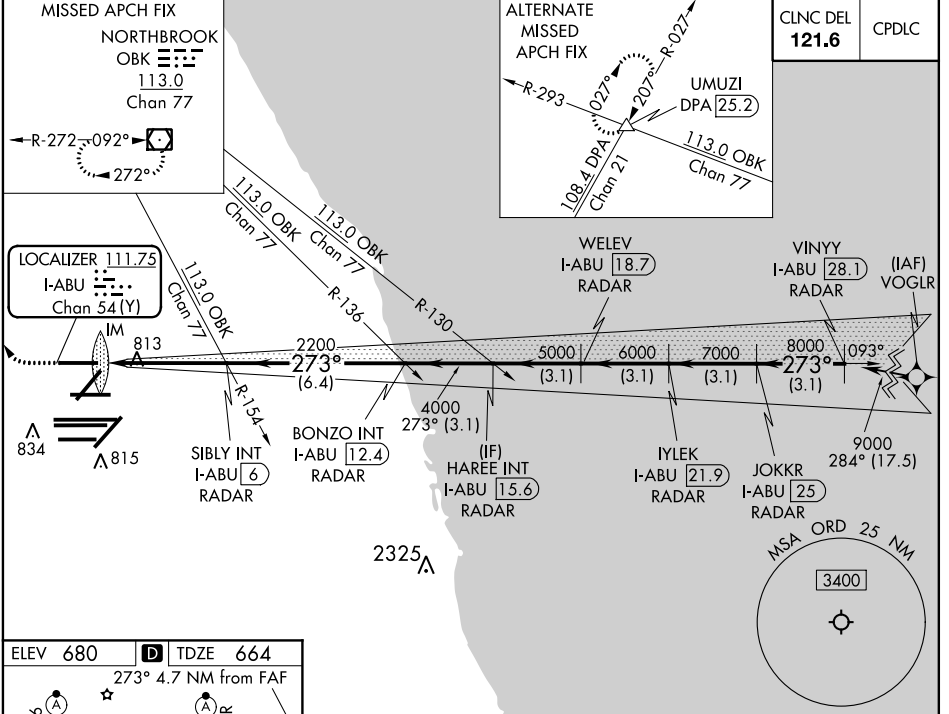 MISSED APCH FIX
NORTHBROOK
OBK
113.0
Chan 77
R-272
092°
272°
ALTERNATE
MISSED
APCH FIX
R-027
027°
207°
R-293
UMUZI
DPA 25.2
113.0 OBK
Chan 77
108.4 DPA
Chan 21
CLNC DEL
121.6
CPDLC
LOCALIZER 111.75
I-ABU
Chan 54 (Y)
113.0 OBK
Chan 77
113.0 OBK
Chan 77
113.0 OBK
Chan 77
R-136
R-130
R-154
WELEV
I-ABU 18.7
RADAR
VINYY
I-ABU 28.1
RADAR
(IAF)
VOGLR
IM
813
2200
273°
(6.4)
4000
273° (3.1)
5000
(3.1)
6000
(3.1)
7000
(3.1)
8000
273°
(3.1)
093°
9000
284° (17.5)
834
815
SIBLY INT
I-ABU 6
RADAR
BONZO INT
I-ABU 12.4
RADAR
(IF)
HAREE INT
I-ABU 15.6
RADAR
IYLEK
I-ABU 21.9
RADAR
JOKKR
I-ABU 25
RADAR
2325
MSA ORD 25 NM
3400
ELEV 680
D
TDZE 664
273° 4.7 NM from FAF
A
A